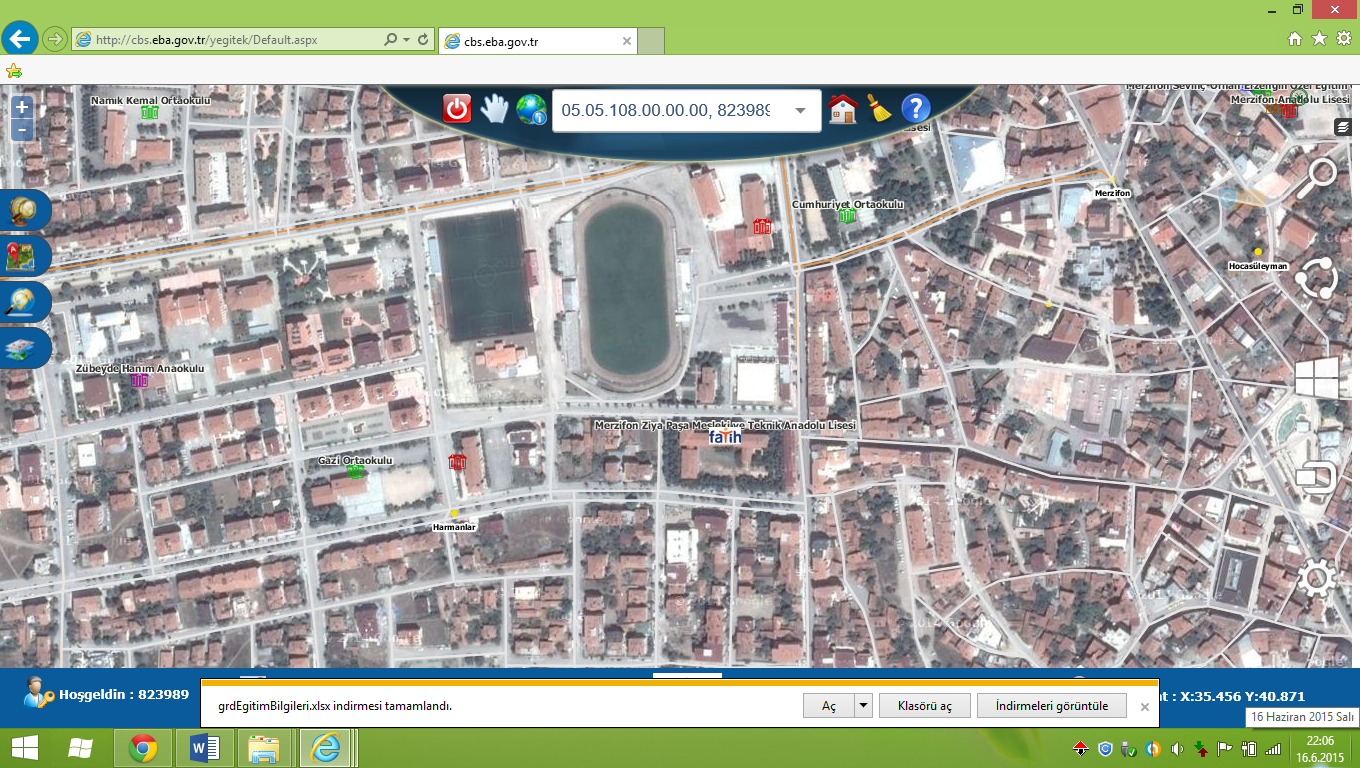 http://cbs.eba.gov.tr/yegitek/Default.aspx
cbs.eba.gov.tr
Namık Kemal Ortaokulu
05.05.108.00.00.00, 823989
Merzifon Anadolu Lisesi
Merzifon
Cumhuriyet Ortaokulu
Hocasüleyman
Zübeyde Hanım Anaokulu
Merzifon Ziya Paşa Mesleki ve Teknik Anadolu Lisesi
fatih
Gazi Ortaokulu
Harmanlar
Hoşgeldin : 823989
grdEgitimBilgileri.xlsx indirmesi tamamlandı.
Aç
Klasörü aç
İndirmeleri görüntüle
: X:35.456 Y:40.871
16 Haziran 2015 Salı
22:06
16.6.2015